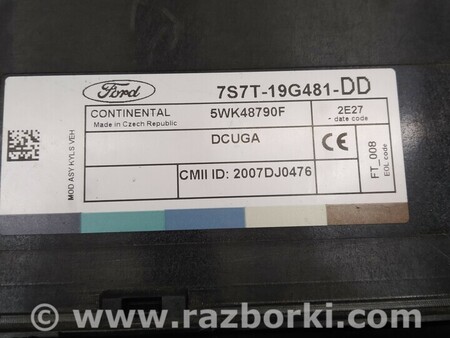 Ford
7S7T-19G481-DD
CONTINENTAL
Made in Czech Republic
5WK48790F
2E27
- date code
DCUGA
CE
CMII ID: 2007DJ0476
FT_008
EOL code
MOD ASY KYLS VEH
© www.razborki.com